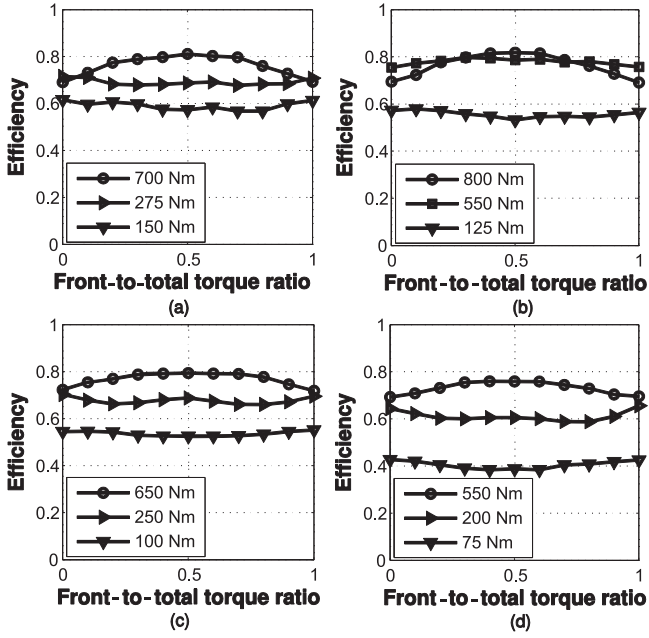 1
0.8
0.6
0.4
0.2
0
Efficiency
700 Nm
275 Nm
150 Nm
0
0.5
1
Front-to-total torque ratio
(a)
1
0.8
0.6
0.4
0.2
0
Efficiency
800 Nm
550 Nm
125 Nm
0
0.5
1
Front-to-total torque ratio
(b)
1
0.8
0.6
0.4
0.2
0
Efficiency
650 Nm
250 Nm
100 Nm
0
0.5
1
Front-to-total torque ratio
(c)
1
0.8
0.6
0.4
0.2
0
Efficiency
550 Nm
200 Nm
75 Nm
0
0.5
1
Front-to-total torque ratio
(d)